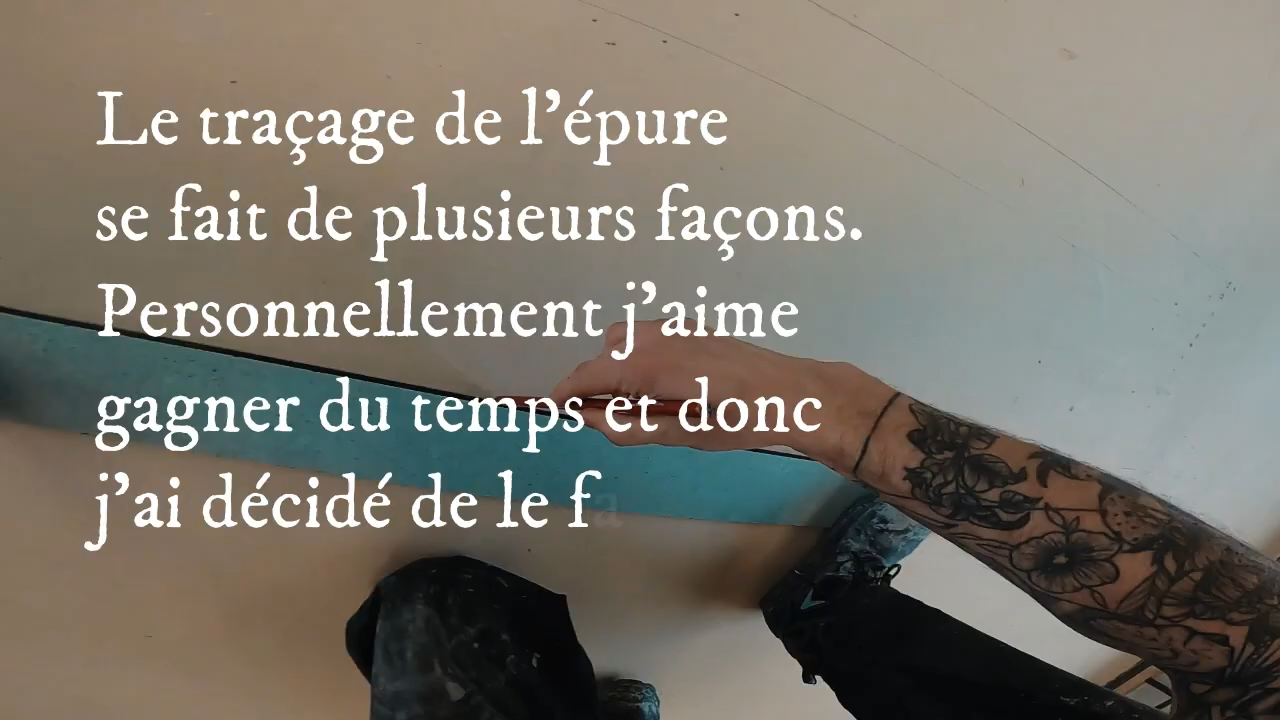 Le traçage de l’épure
se fait de plusieurs façons.
Personnellement j’aime
gagner du temps et donc
j’ai décidé de le fa